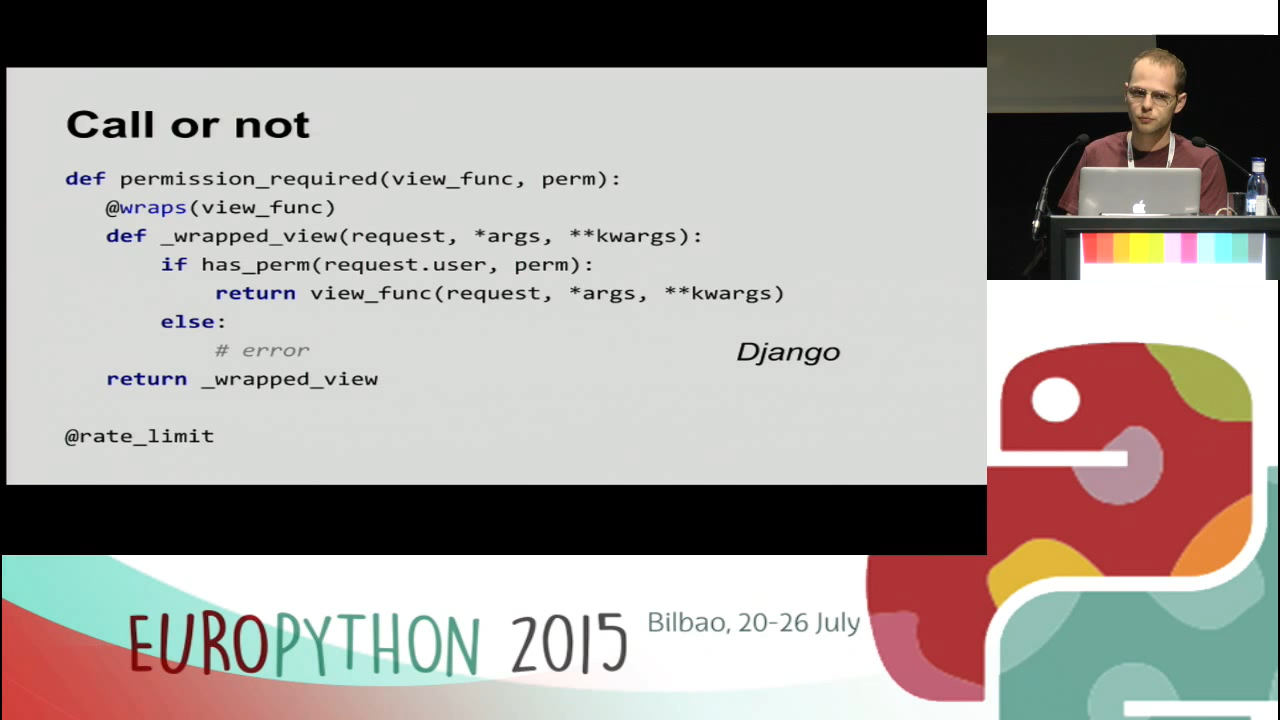 Call or not
def permission_required(view_func, perm):
@wraps(view_func)
def _wrapped_view(request, *args, **kwargs):
if has_perm(request.user, perm):
return view_func(request, *args, **kwargs)
else:
# error
Django
return _wrapped_view
@rate_limit
EUROPYTHON 2015
Bilbao, 20-26 July